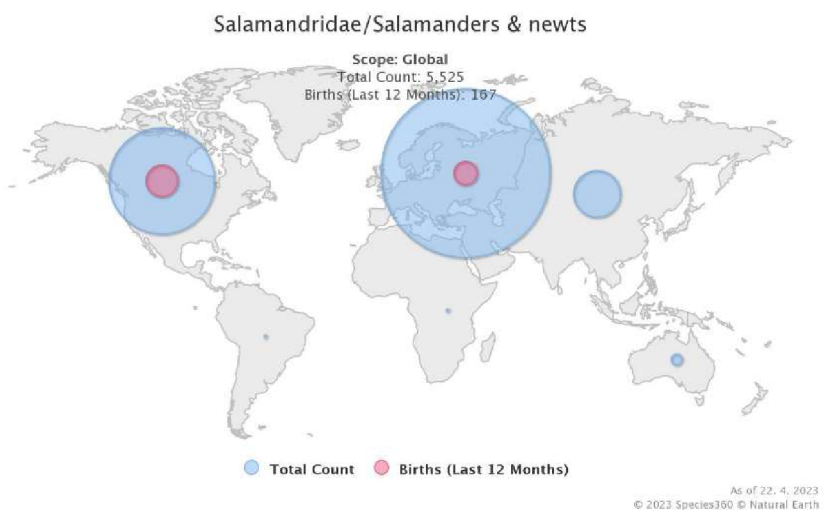 Salamandridae/Salamanders & newts
Scope: Global
Total Count: 5,525
Births (Last 12 Months): 167
Total Count
Births (Last 12 Months)
As of 22. 4. 2023
© 2023 Species360 © Natural Earth